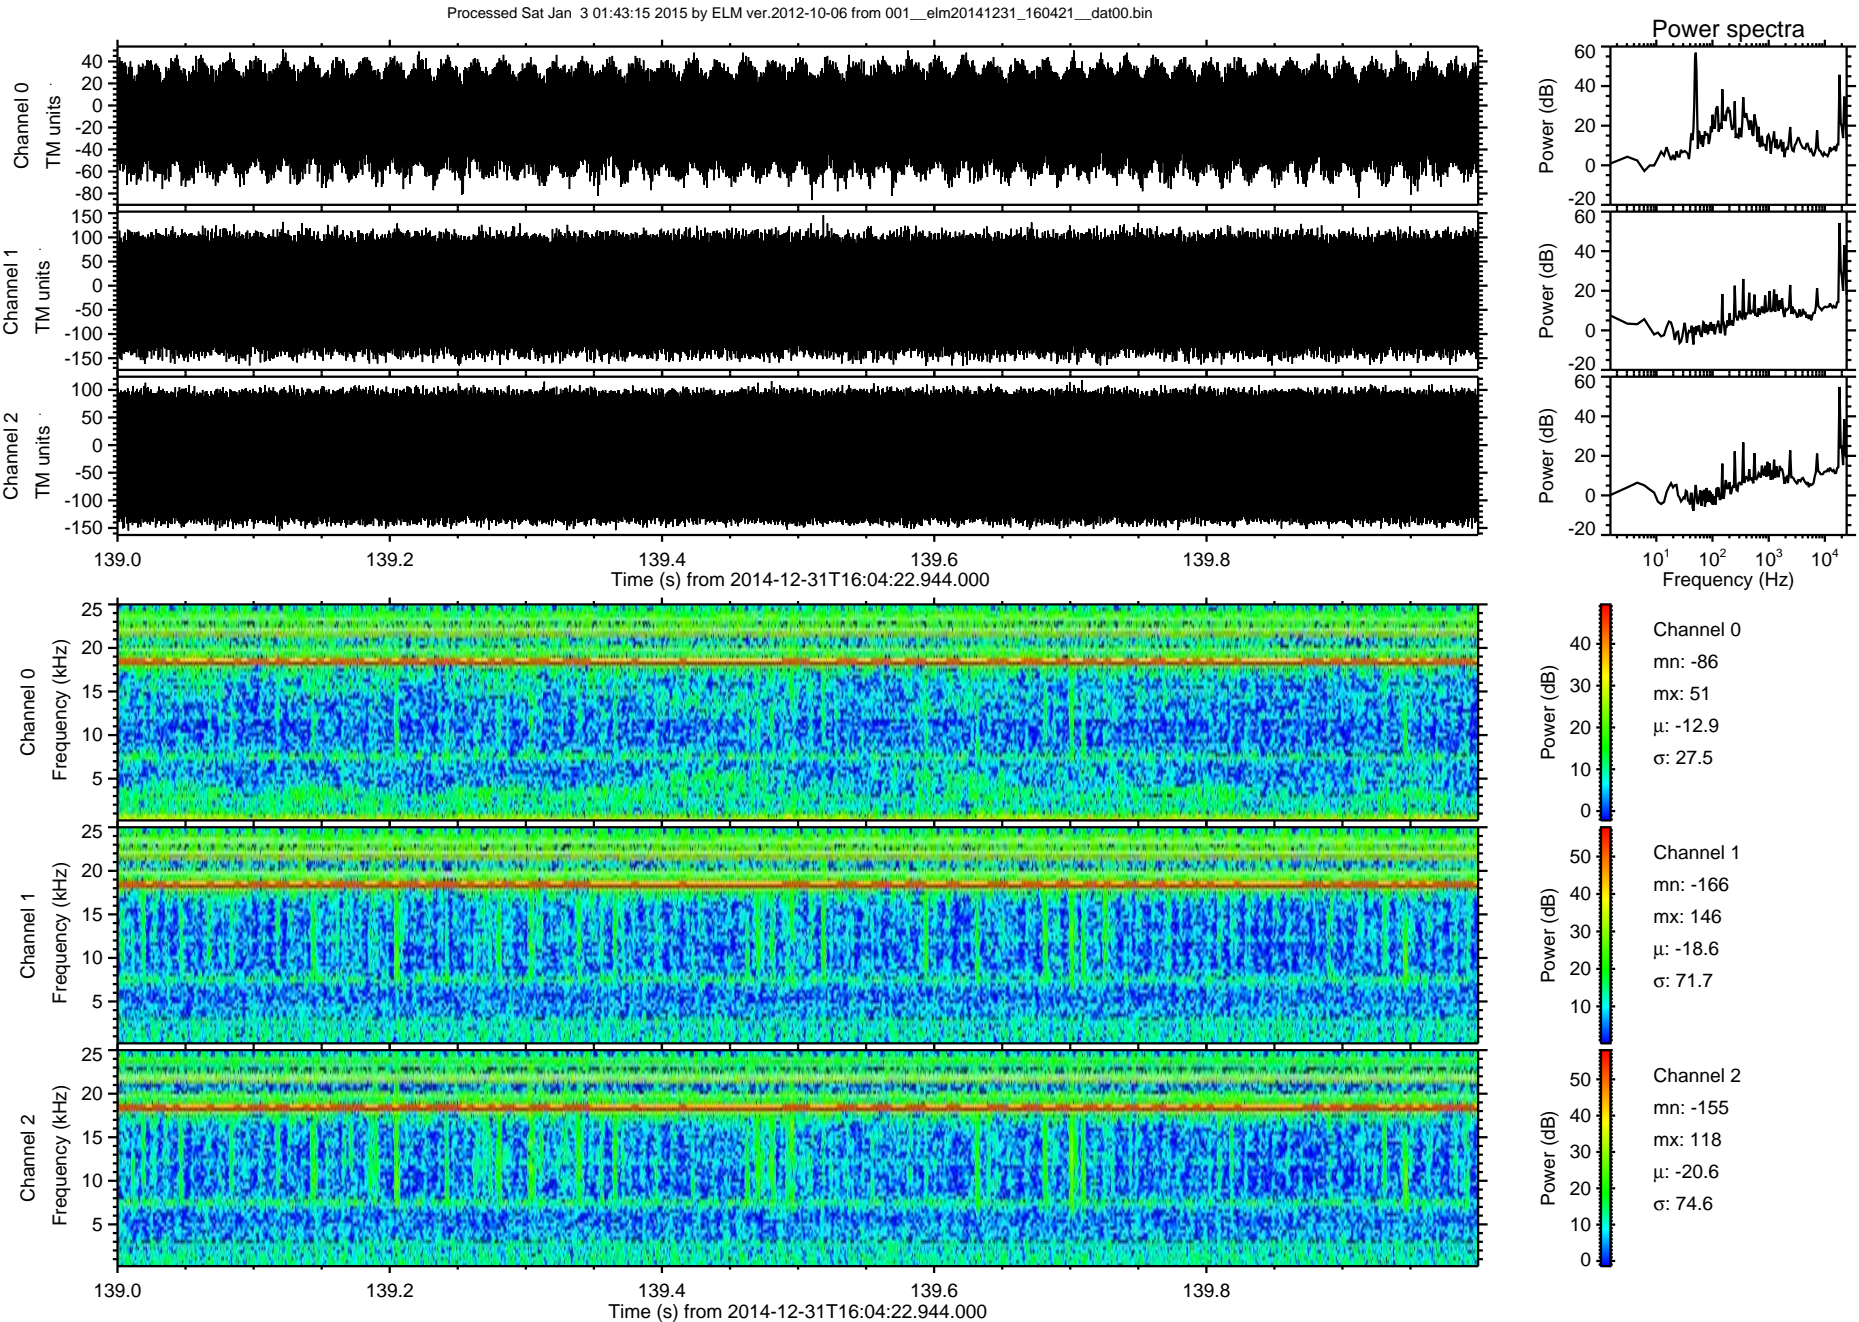 Processed Sat Jan  3 01:43:15 2015 by ELM ver.2012-10-06 from 001__elm20141231_160421__dat00.bin
Power spectra
Channel 0
TM units
40
20
0
-20
-40
-60
-80
Power (dB)
60
40
20
0
-20
Channel 1
TM units
150
100
50
0
-50
-100
-150
Power (dB)
60
40
20
0
-20
Channel 2
TM units
100
50
0
-50
-100
-150
Power (dB)
60
40
20
0
-20
139.0 139.2 139.4 139.6 139.8
Time (s) from 2014-12-31T16:04:22.944.000
10¹ 10² 10³ 10⁴
Frequency (Hz)
Channel 0
Frequency (kHz)
25
20
15
10
5
Power (dB)
40
30
20
10
0
Channel 0
mn: -86
mx: 51
μ: -12.9
σ: 27.5
Channel 1
Frequency (kHz)
25
20
15
10
5
Power (dB)
50
40
30
20
10
Channel 1
mn: -166
mx: 146
μ: -18.6
σ: 71.7
Channel 2
Frequency (kHz)
25
20
15
10
5
Power (dB)
50
40
30
20
10
0
Channel 2
mn: -155
mx: 118
μ: -20.6
σ: 74.6
139.0 139.2 139.4 139.6 139.8
Time (s) from 2014-12-31T16:04:22.944.000